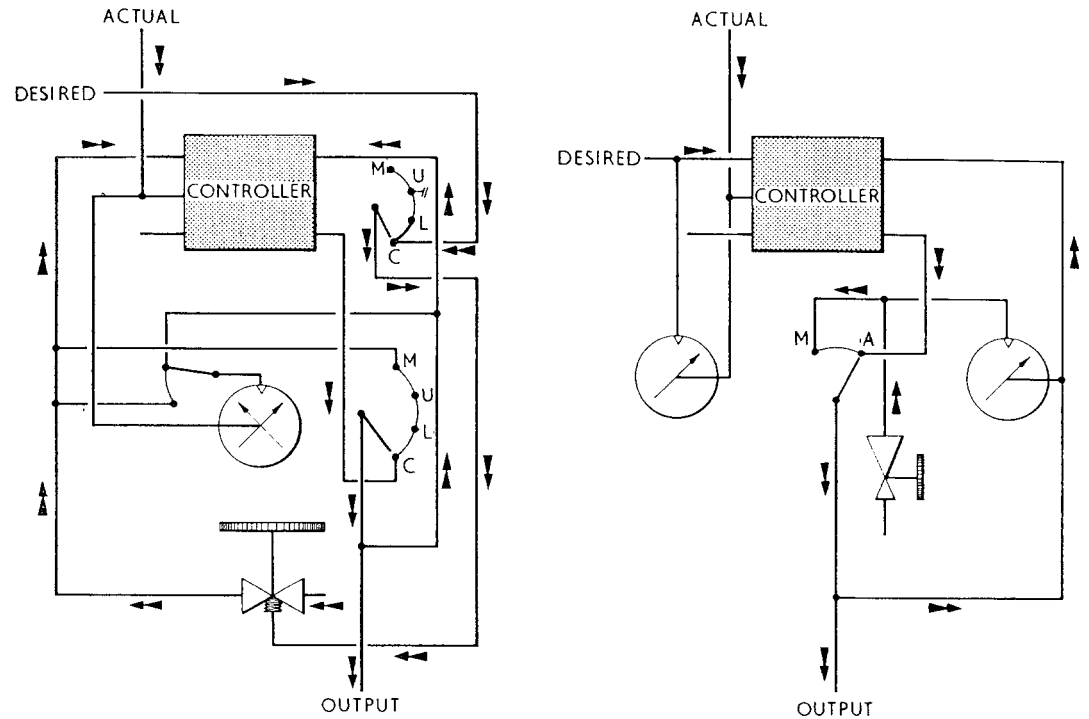 ACTUAL
DESIRED
CONTROLLER
M
U
L
C
M
U
L
C
OUTPUT
ACTUAL
DESIRED
CONTROLLER
M
A
OUTPUT